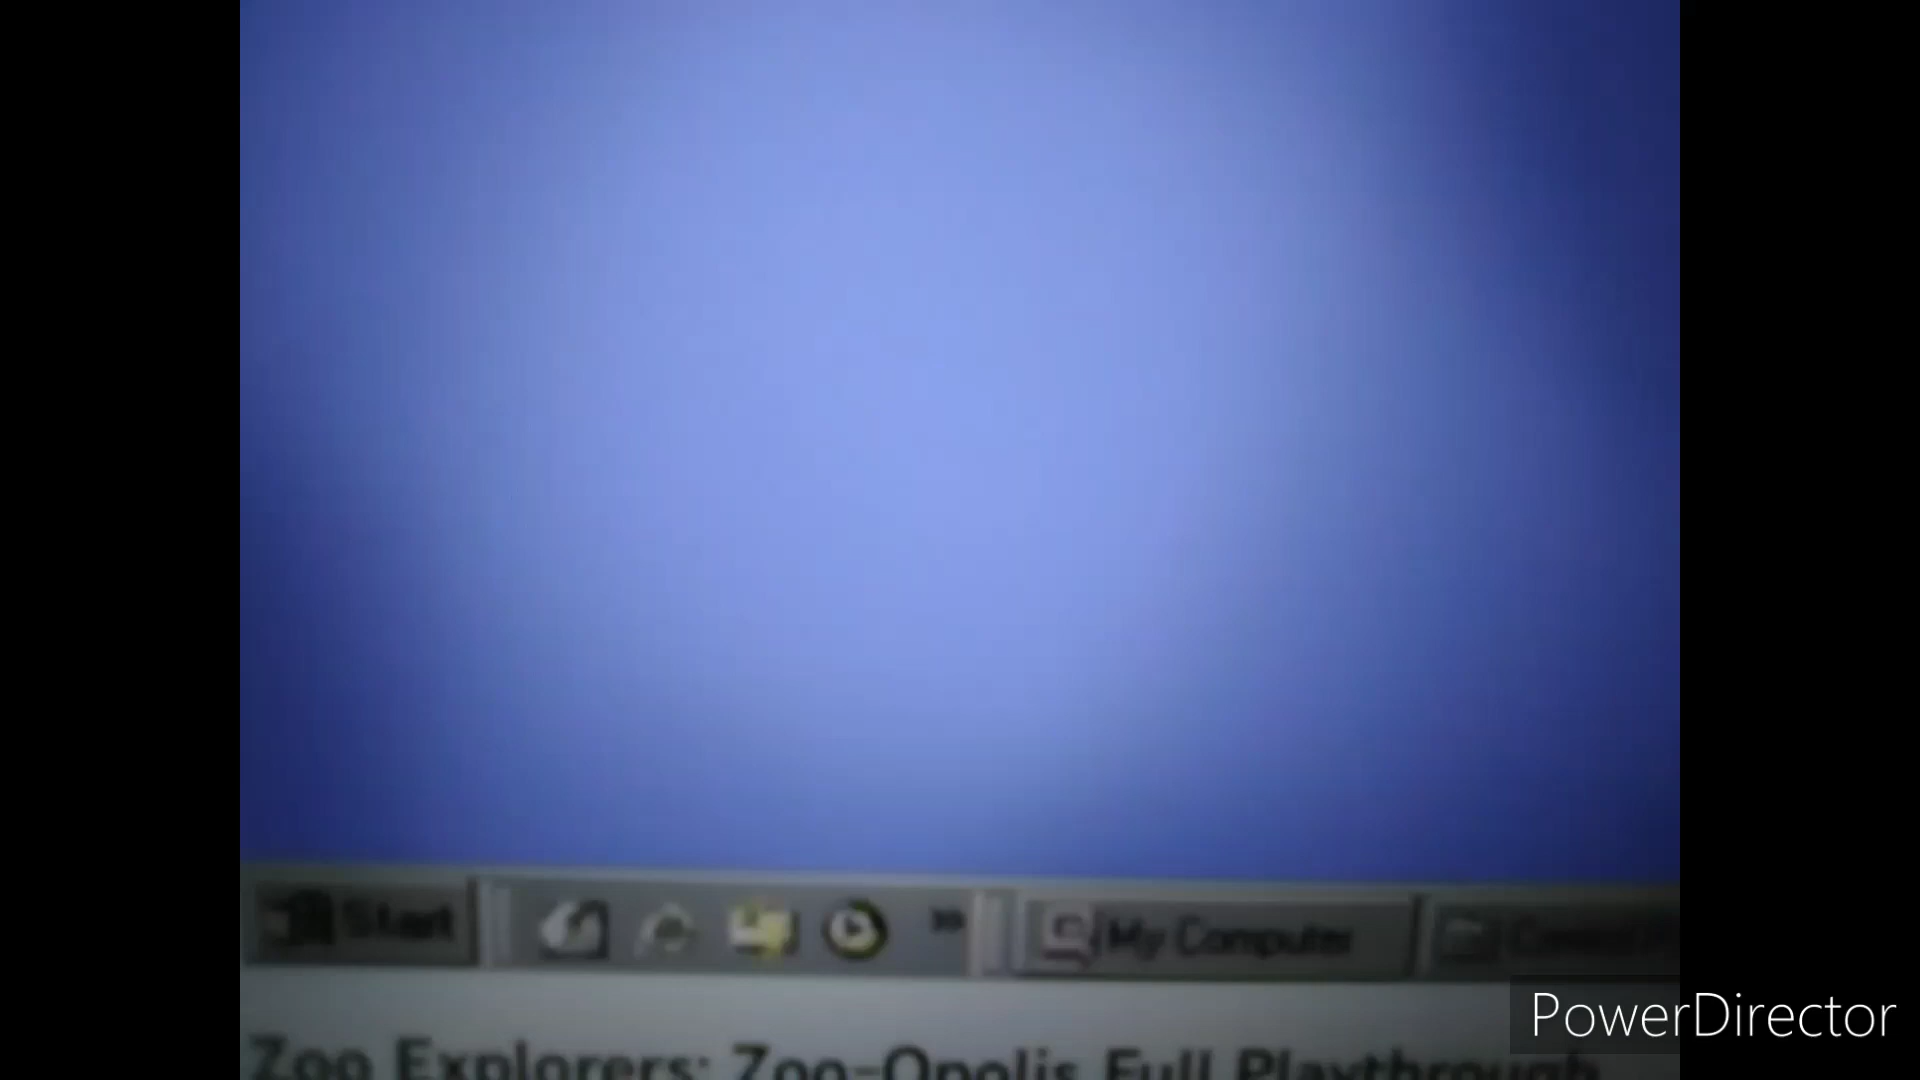 Start
»
My Computer
PowerDirector
Zoo Explorers: Zoo-Opolis Full Playthrough